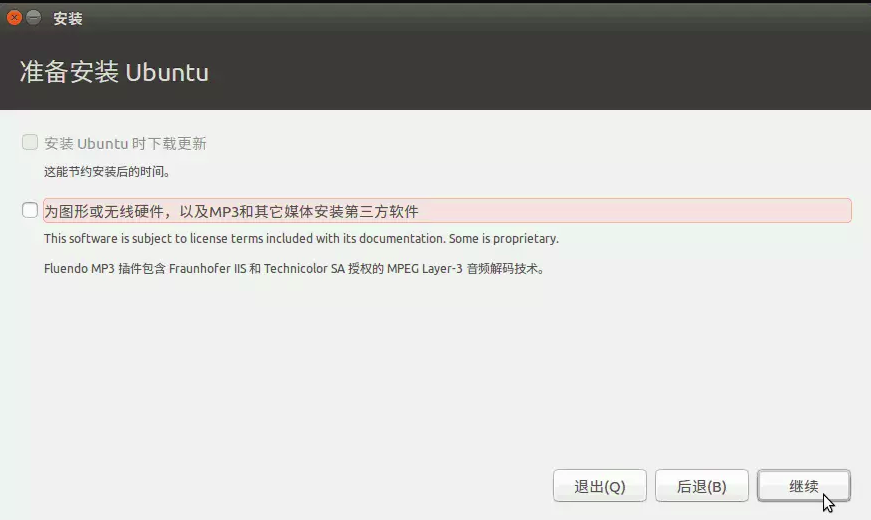 安装
准备安装 Ubuntu
安装 Ubuntu 时下载更新
这能节约安装后的时间。
为图形或无线硬件，以及MP3和其它媒体安装第三方软件
This software is subject to license terms included with its documentation. Some is proprietary.
Fluendo MP3 插件包含 Fraunhofer IIS 和 Technicolor SA 授权的 MPEG Layer-3 音频解码技术。
退出(Q) 后退(B) 继续